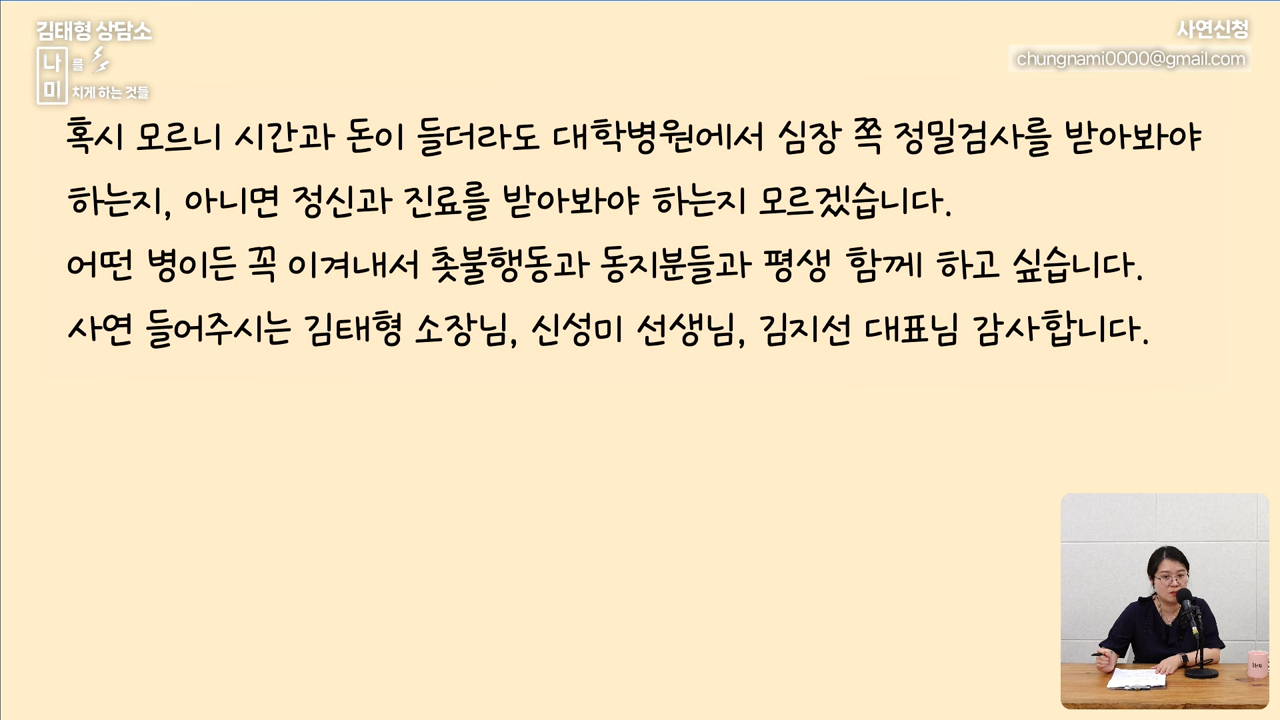 김태형 상담소
나를
미치게 하는 것들
사연신청
chungnami0000@gmail.com
혹시 모르니 시간과 돈이 들더라도 대학병원에서 심장 쪽 정밀검사를 받아봐야
하는지, 아니면 정신과 진료를 받아봐야 하는지 모르겠습니다.
어떤 병이든 꼭 이겨내서 촛불행동과 동지분들과 평생 함께 하고 싶습니다.
사연 들어주시는 김태형 소장님, 신성미 선생님, 김지선 대표님 감사합니다.